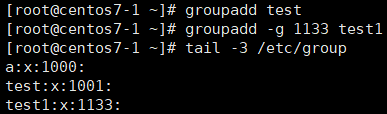 [root@centos7-1 ~]# groupadd test
[root@centos7-1 ~]# groupadd -g 1133 test1
[root@centos7-1 ~]# tail -3 /etc/group
a:x:1000:
test:x:1001:
test1:x:1133: